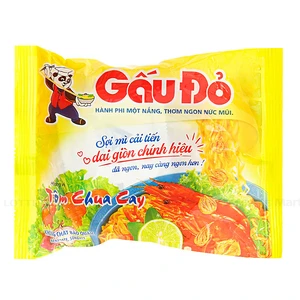 Gấu Đỏ
HÀNH PHI MỘT NẮNG, THƠM NGON NỨC MŨI.
Sợi mì cải tiến
dai giòn chính hiệu
đã ngon, nay càng ngon hơn!
Tôm Chua Cay